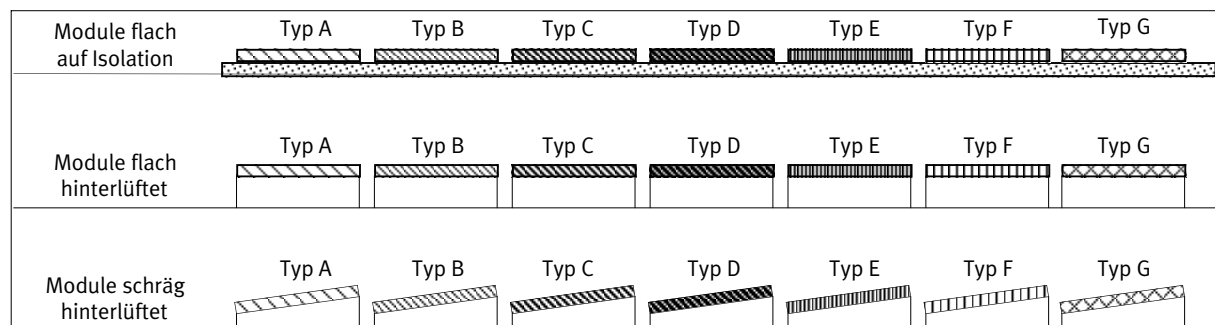 Module flach
auf Isolation
Typ A Typ B Typ C Typ D Typ E Typ F Typ G
Module flach
hinterlüftet
Typ A Typ B Typ C Typ D Typ E Typ F Typ G
Module schräg
hinterlüftet
Typ A Typ B Typ C Typ D Typ E Typ F Typ G